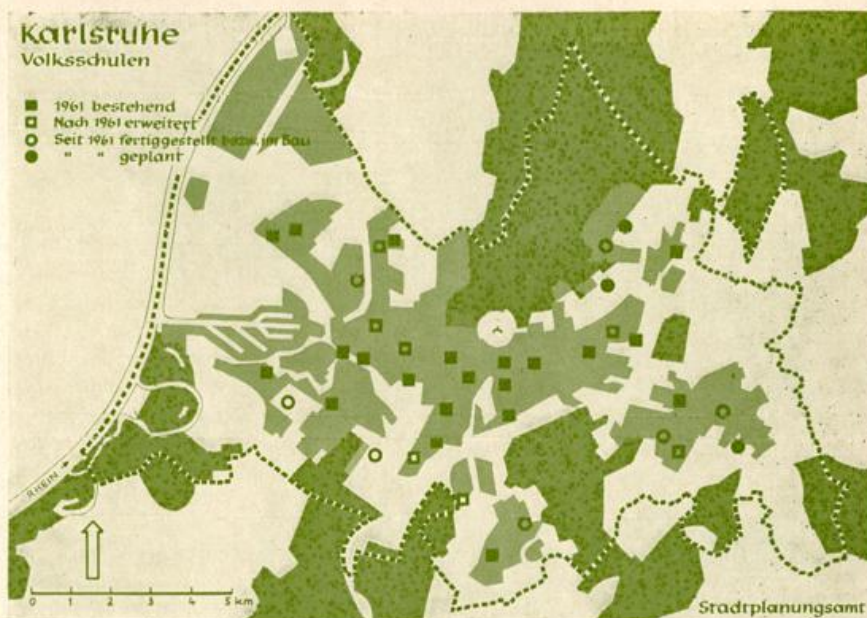 Karlsruhe
Volksschulen
1961 bestehend
Nach 1961 erweitert
Seit 1961 fertiggestellt bezw. im Bau
" " geplant
RHEIN
0 1 2 3 4 5 km
Stadtplanungsamt